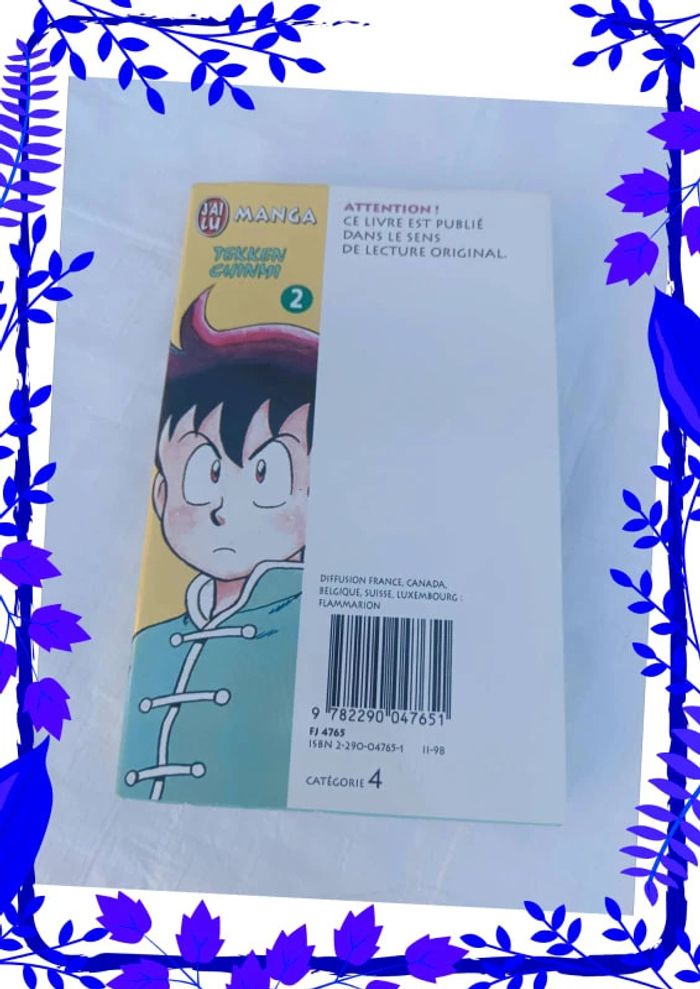 J'AI LU MANGA
TEKKEN
CHINMI
2
ATTENTION !
CE LIVRE EST PUBLIÉ
DANS LE SENS
DE LECTURE ORIGINAL.
DIFFUSION FRANCE, CANADA,
BELGIQUE, SUISSE, LUXEMBOURG :
FLAMMARION
9 782290 047651
FJ 4765
ISBN 2-290-04765-1 11-98
CATÉGORIE 4